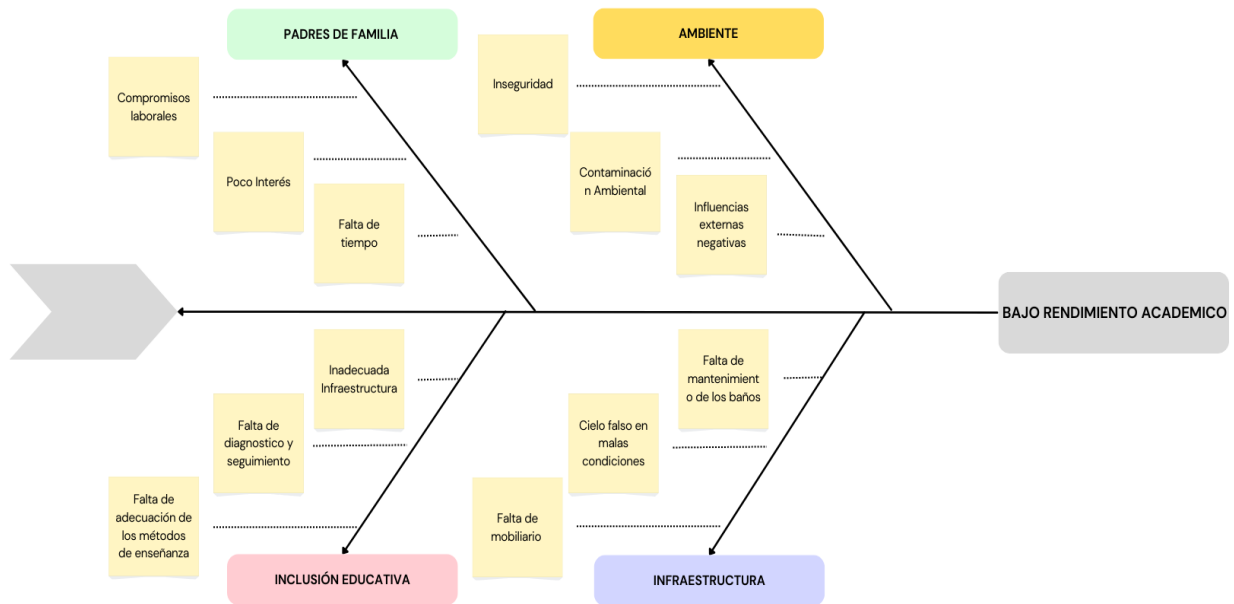 PADRES DE FAMILIA
AMBIENTE
Compromisos
laborales
Poco Interés
Falta de
tiempo
Inseguridad
Contaminació
n Ambiental
Influencias
externas
negativas
BAJO RENDIMIENTO ACADEMICO
Inadecuada
Infraestructura
Falta de
diagnostico y
seguimiento
Falta de
adecuación de
los métodos
de enseñanza
Falta de
mantenimient
o de los baños
Cielo falso en
malas
condiciones
Falta de
mobiliario
INCLUSIÓN EDUCATIVA
INFRAESTRUCTURA